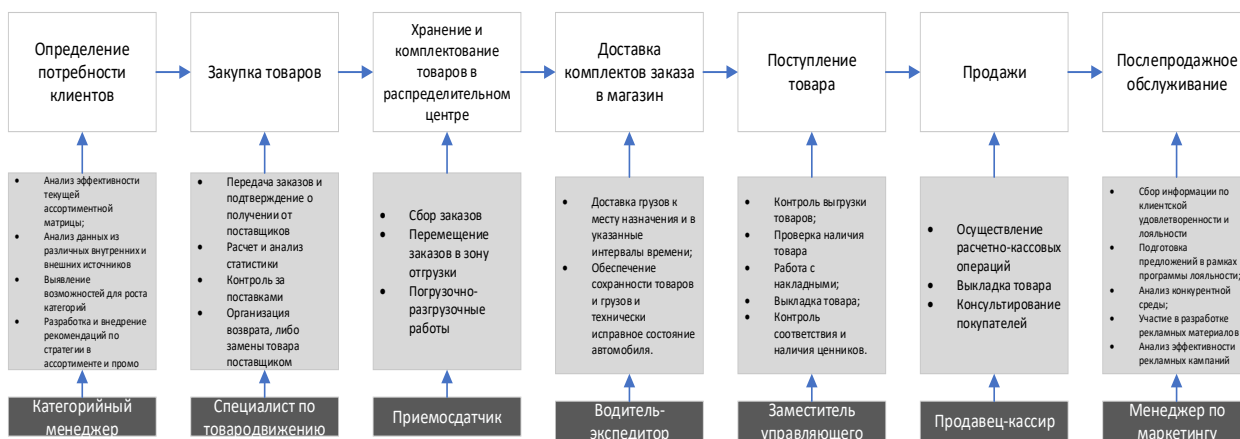 Определение
потребности
клиентов
Закупка товаров
Хранение и
комплектование
товаров в
распределительном
центре
Доставка
комплектов заказа
в магазин
Поступление
товара
Продажи
Послепродажное
обслуживание
• Анализ эффективности
текущей
ассортиментной
матрицы;
• Анализ данных из
различных внутренних и
внешних источников
• Выявление
возможностей для роста
категорий
• Разработка и внедрение
рекомендаций по
стратегии в
ассортименте и промо
• Передача заказов и
подтверждение о
получении от
поставщиков
• Расчет и анализ
статистики
• Контроль за
поставками
• Организация
возврата, либо
замены товара
поставщиком
• Сбор заказов
• Перемещение
заказов в зону
отгрузки
• Погрузочно-
разгрузочные
работы
• Доставка грузов к
месту назначения и в
указанные
интервалы времени;
• Обеспечение
сохранности товаров
и грузов и
технически
исправное состояние
автомобиля.
• Контроль выгрузки
товаров;
• Проверка наличия
товара
• Работа с
накладными;
• Выкладка товара;
• Контроль
соответствия и
наличия ценников.
• Осуществление
расчетно-кассовых
операций
• Выкладка товара
• Консультирование
покупателей
• Сбор информации по
клиентской
удовлетворенности и
лояльности
• Подготовка
предложений в рамках
программы лояльности;
• Анализ конкурентной
среды;
• Участие в разработке
рекламных материалов
• Анализ эффективности
рекламных кампаний
Категорийный
менеджер
Специалист по
товародвижению
Приемосдатчик
Водитель-
экспедитор
Заместитель
управляющего
Продавец-кассир
Менеджер по
маркетингу